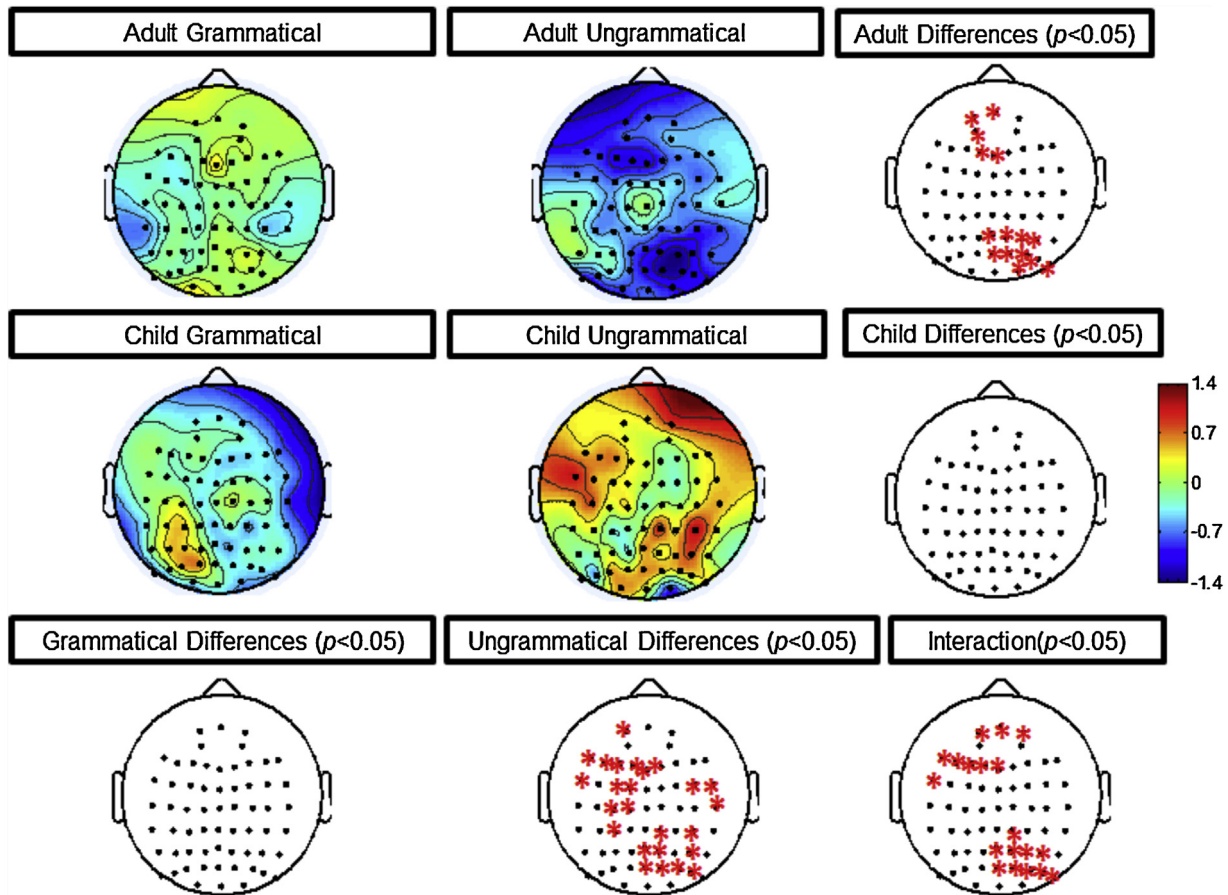 Adult Grammatical
Adult Ungrammatical
Adult Differences (p<0.05)
Child Grammatical
Child Ungrammatical
Child Differences (p<0.05)
1.4
0.7
0
-0.7
-1.4
Grammatical Differences (p<0.05)
Ungrammatical Differences (p<0.05)
Interaction(p<0.05)